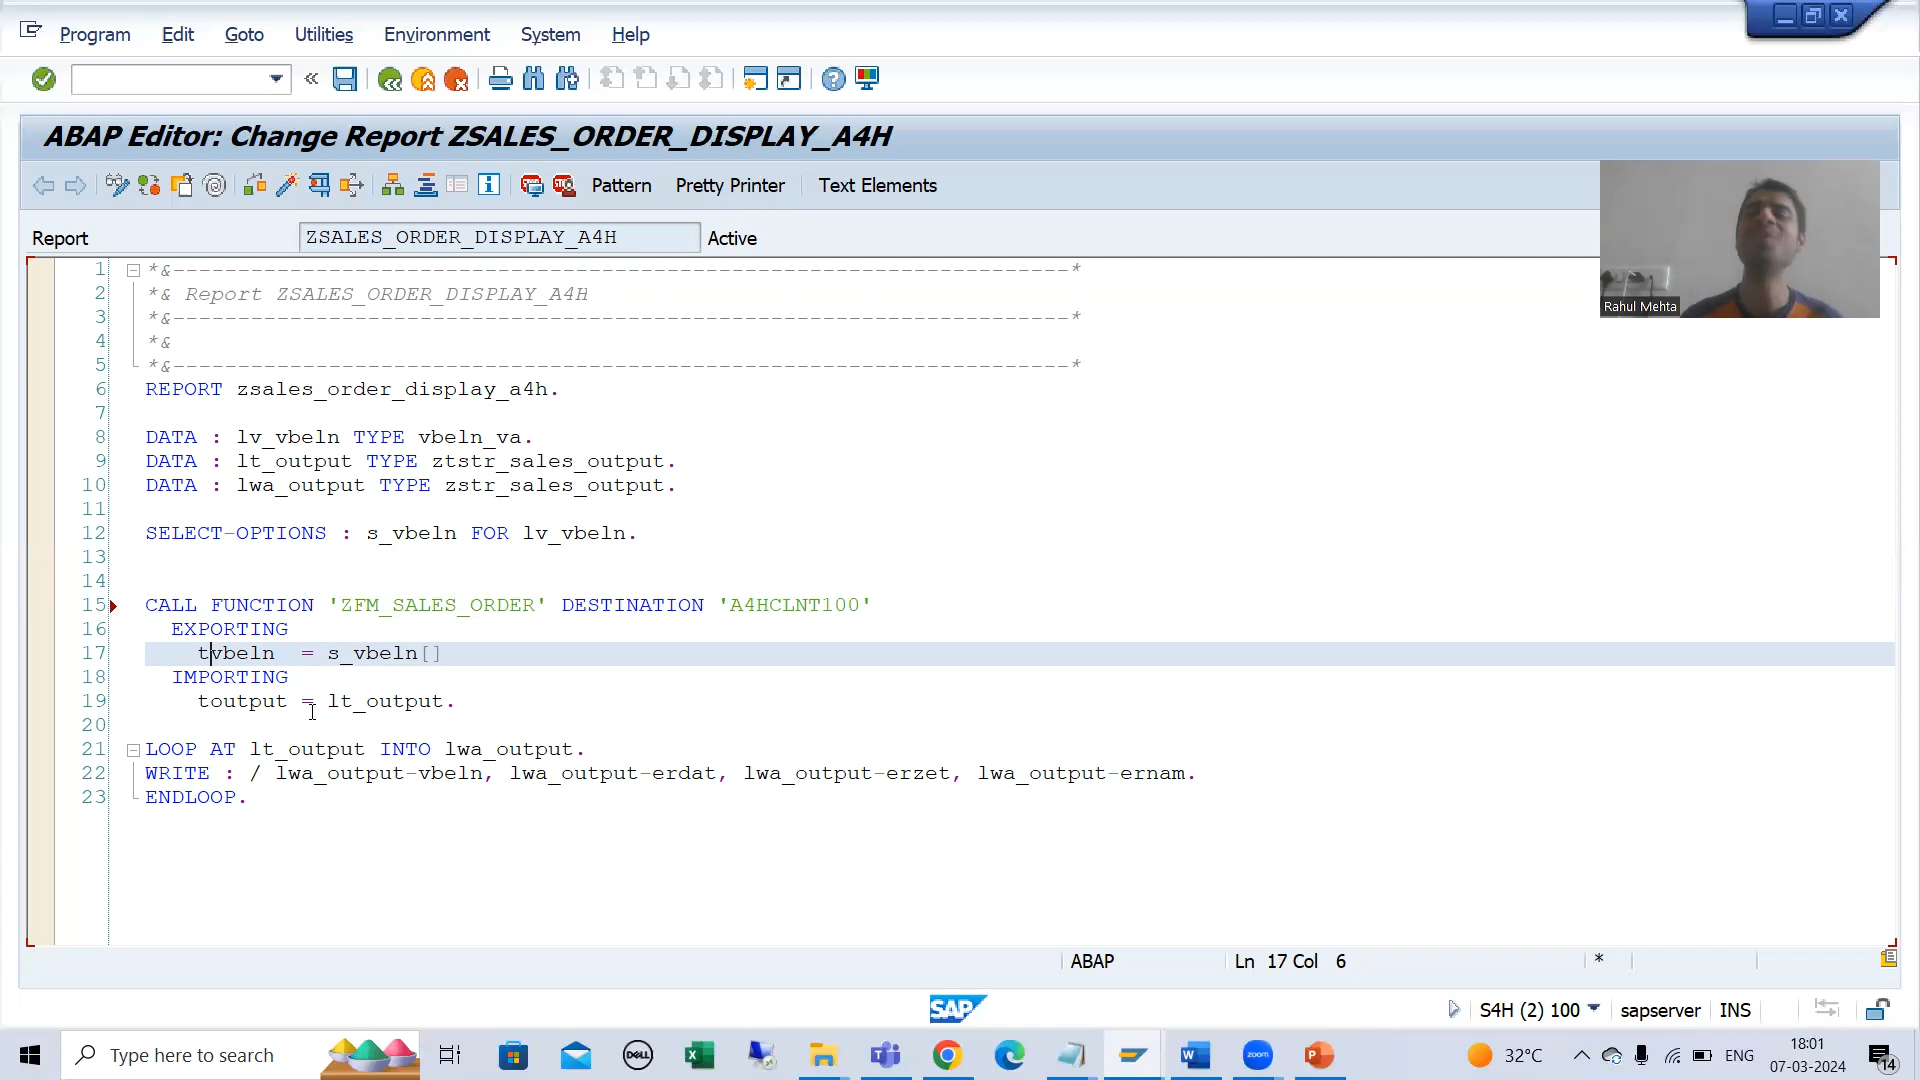 Program Edit Goto Utilities Environment System Help
ABAP Editor: Change Report ZSALES_ORDER_DISPLAY_A4H
Pattern Pretty Printer Text Elements
Report ZSALES_ORDER_DISPLAY_A4H Active
Rahul Mehta
1 *&---------------------------------------------------------------------*
2 *& Report ZSALES_ORDER_DISPLAY_A4H
3 *&---------------------------------------------------------------------*
4 *&
5 *&---------------------------------------------------------------------*
6 REPORT zsales_order_display_a4h.
7
8 DATA : lv_vbeln TYPE vbeln_va.
9 DATA : lt_output TYPE ztstr_sales_output.
10 DATA : lwa_output TYPE zstr_sales_output.
11
12 SELECT-OPTIONS : s_vbeln FOR lv_vbeln.
13
14
15 CALL FUNCTION 'ZFM_SALES_ORDER' DESTINATION 'A4HCLNT100'
16 EXPORTING
17 tvbeln = s_vbeln[]
18 IMPORTING
19 toutput = lt_output.
20
21 LOOP AT lt_output INTO lwa_output.
22 WRITE : / lwa_output-vbeln, lwa_output-erdat, lwa_output-erzet, lwa_output-ernam.
23 ENDLOOP.
ABAP Ln 17 Col 6 *
SAP S4H (2) 100 sapserver INS
Type here to search DELL zoom 32°C ENG 18:01
07-03-2024 14